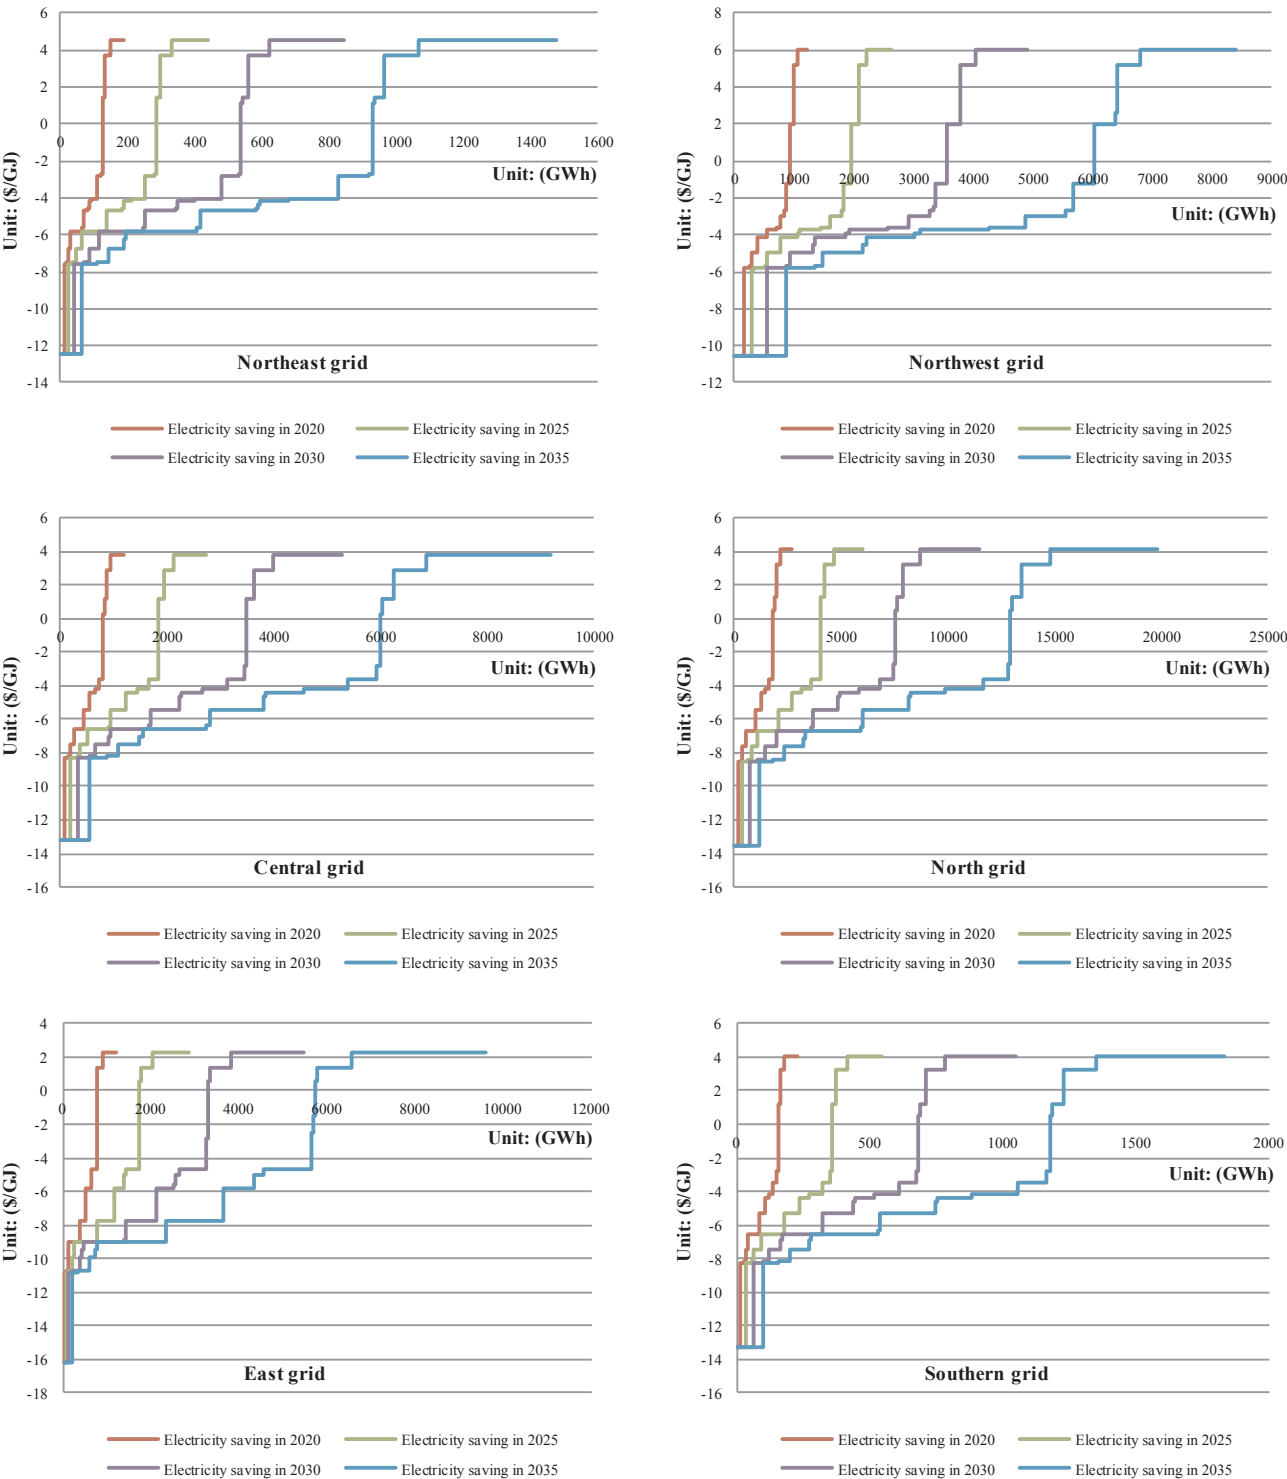 6
4
2
0
-2
-4
-6
-8
-10
-12
-14
0 200 400 600 800 1000 1200 1400 1600
Unit: (GWh)
Unit: ($/GJ)
Northeast grid
Electricity saving in 2020 Electricity saving in 2025
Electricity saving in 2030 Electricity saving in 2035
8
6
4
2
0
-2
-4
-6
-8
-10
-12
0 1000 2000 3000 4000 5000 6000 7000 8000 9000
Unit: (GWh)
Unit: ($/GJ)
Northwest grid
Electricity saving in 2020 Electricity saving in 2025
Electricity saving in 2030 Electricity saving in 2035
6
4
2
0
-2
-4
-6
-8
-10
-12
-14
-16
0 2000 4000 6000 8000 10000
Unit: (GWh)
Unit: ($/GJ)
Central grid
Electricity saving in 2020 Electricity saving in 2025
Electricity saving in 2030 Electricity saving in 2035
6
4
2
0
-2
-4
-6
-8
-10
-12
-14
-16
0 5000 10000 15000 20000 25000
Unit: (GWh)
Unit: ($/GJ)
North grid
Electricity saving in 2020 Electricity saving in 2025
Electricity saving in 2030 Electricity saving in 2035
4
2
0
-2
-4
-6
-8
-10
-12
-14
-16
-18
0 2000 4000 6000 8000 10000 12000
Unit: (GWh)
Unit: ($/GJ)
East grid
Electricity saving in 2020 Electricity saving in 2025
Electricity saving in 2030 Electricity saving in 2035
6
4
2
0
-2
-4
-6
-8
-10
-12
-14
-16
0 500 1000 1500 2000
Unit: (GWh)
Unit: ($/GJ)
Southern grid
Electricity saving in 2020 Electricity saving in 2025
Electricity saving in 2030 Electricity saving in 2035